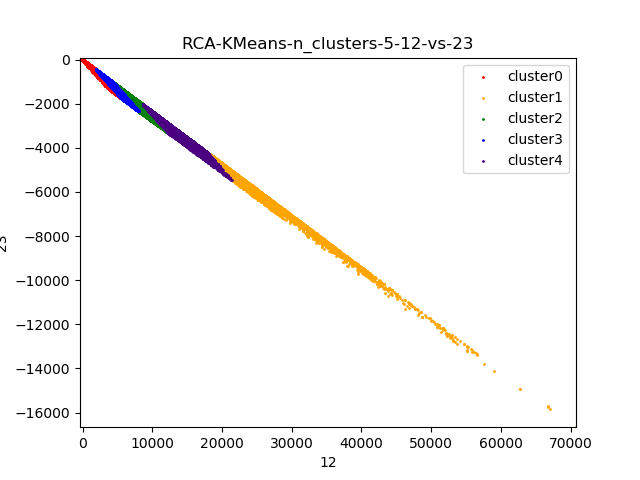 RCA-KMeans-n_clusters-5-12-vs-23
0
−2000
−4000
−6000
−8000
−10000
−12000
−14000
−16000
23
cluster0
cluster1
cluster2
cluster3
cluster4
0 10000 20000 30000 40000 50000 60000 70000
12